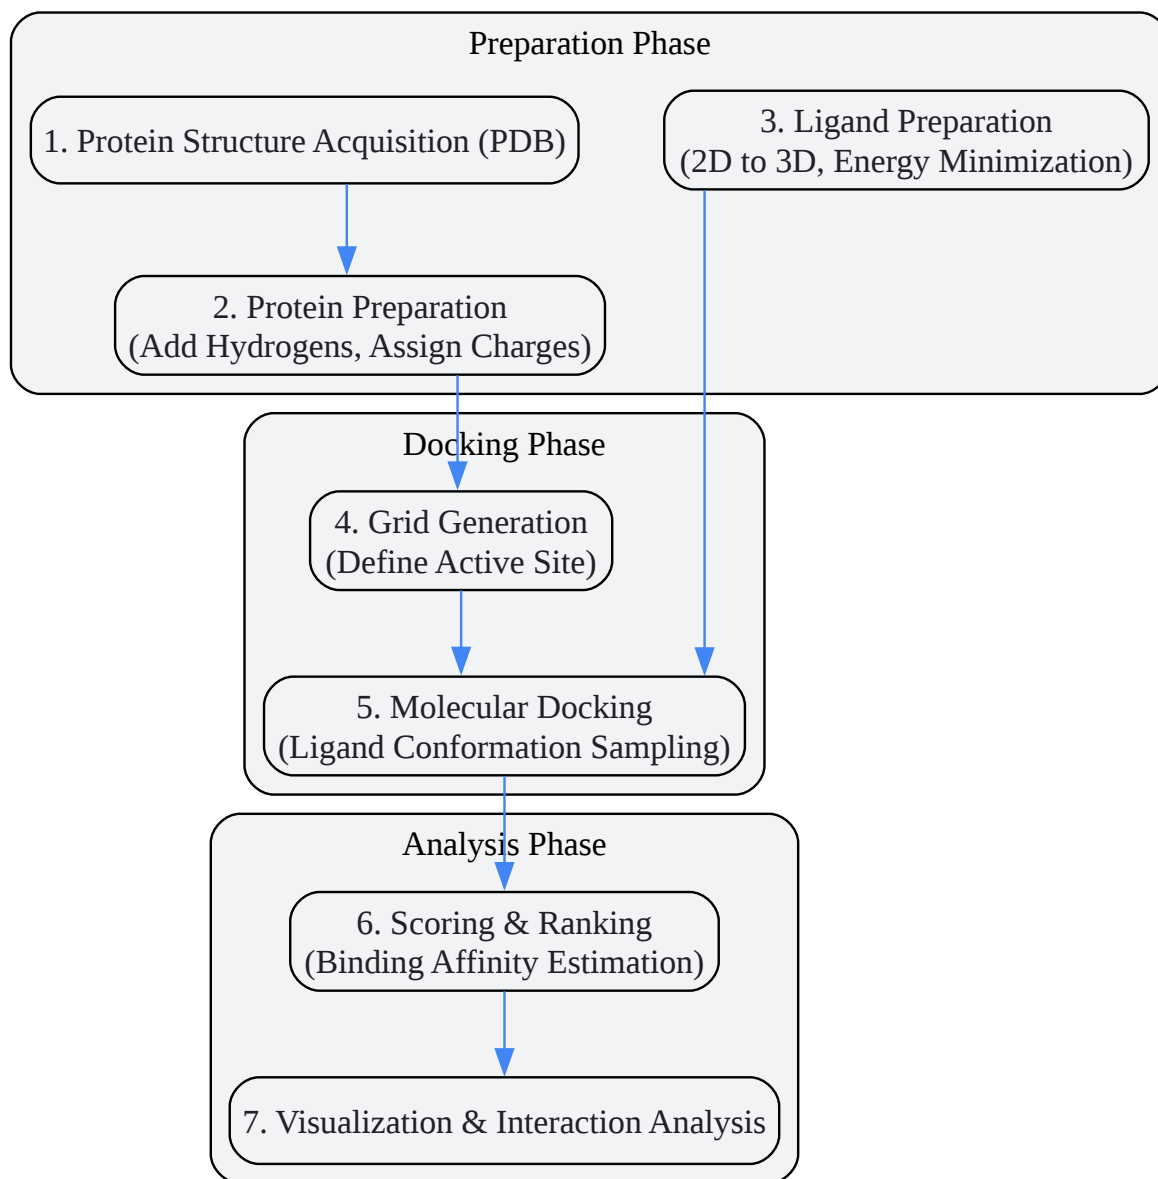 Preparation Phase
1. Protein Structure Acquisition (PDB)
3. Ligand Preparation
(2D to 3D, Energy Minimization)
2. Protein Preparation
(Add Hydrogens, Assign Charges)
Docking Phase
4. Grid Generation
(Define Active Site)
5. Molecular Docking
(Ligand Conformation Sampling)
Analysis Phase
6. Scoring & Ranking
(Binding Affinity Estimation)
7. Visualization & Interaction Analysis